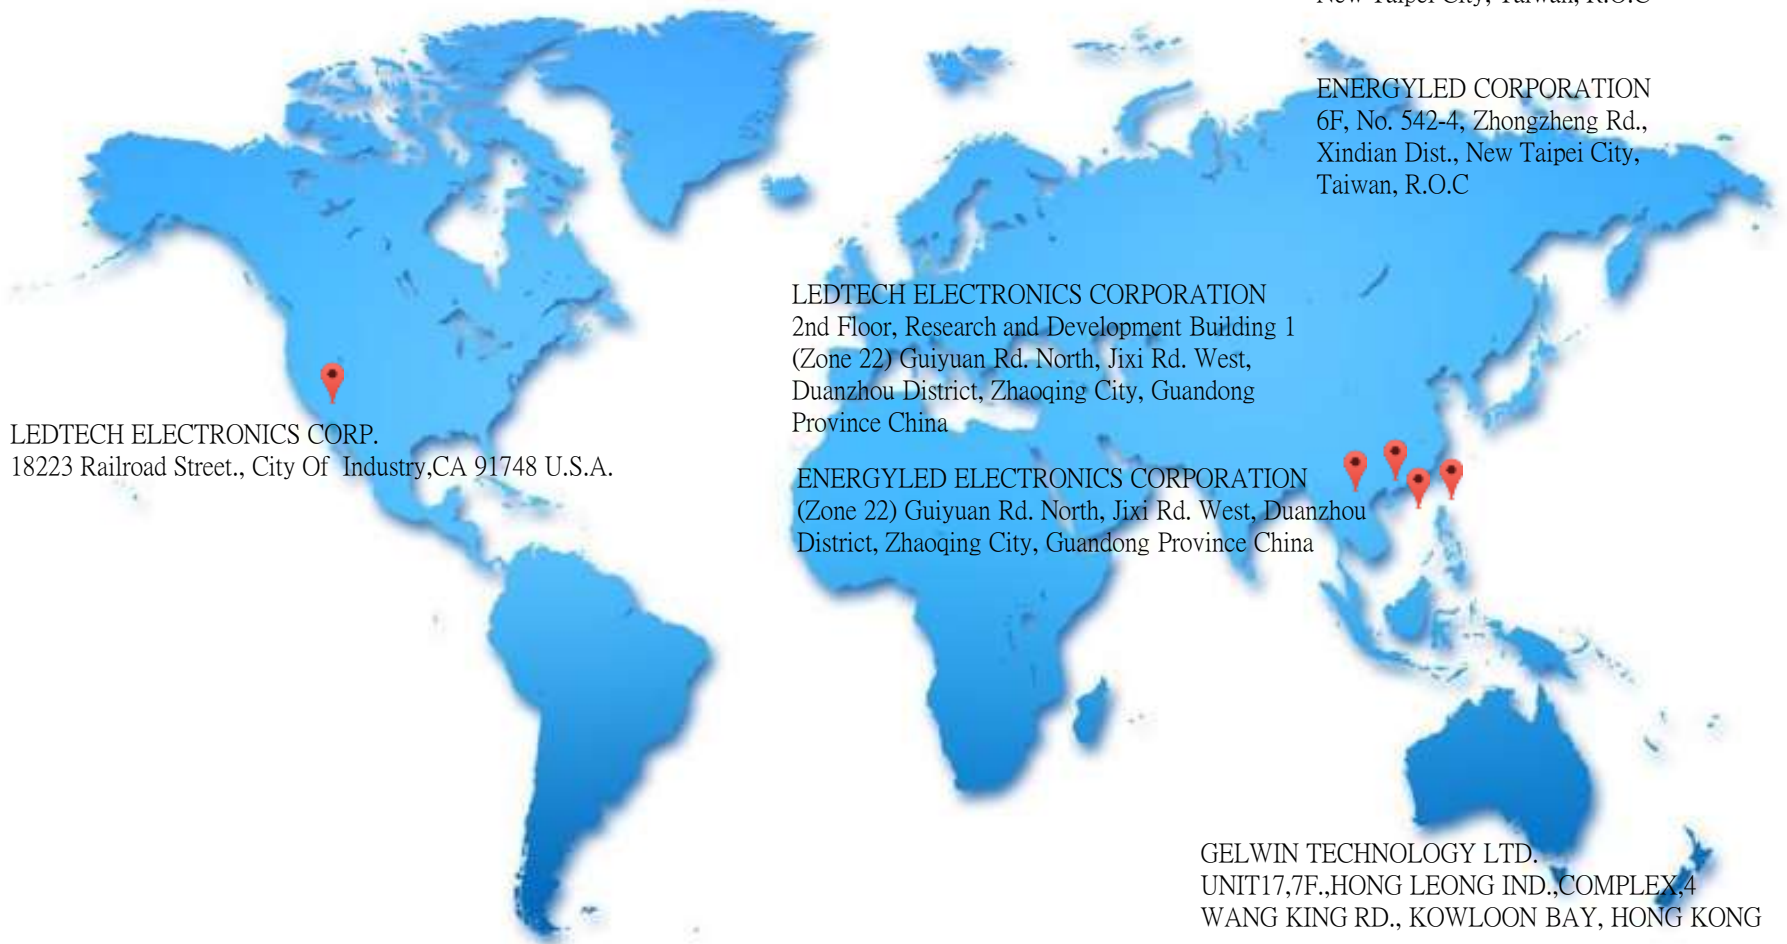 New Taipei City, Taiwan, R.O.C
ENERGYLED CORPORATION
6F, No. 542-4, Zhongzheng Rd.,
Xindian Dist., New Taipei City,
Taiwan, R.O.C
LEDTECH ELECTRONICS CORPORATION
2nd Floor, Research and Development Building 1
(Zone 22) Guiyuan Rd. North, Jixi Rd. West,
Duanzhou District, Zhaoqing City, Guandong
Province China
LEDTECH ELECTRONICS CORP.
18223 Railroad Street., City Of Industry,CA 91748 U.S.A.
ENERGYLED ELECTRONICS CORPORATION
(Zone 22) Guiyuan Rd. North, Jixi Rd. West, Duanzhou
District, Zhaoqing City, Guandong Province China
GELWIN TECHNOLOGY LTD.
UNIT17,7F.,HONG LEONG IND.,COMPLEX,4
WANG KING RD., KOWLOON BAY, HONG KONG